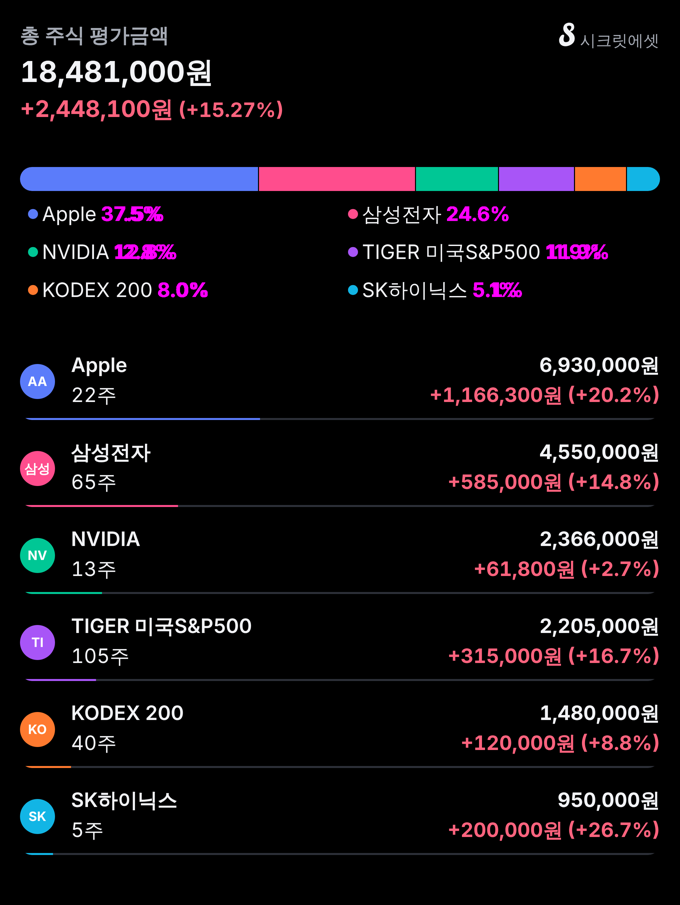 총 주식 평가금액
시크릿에셋
18,481,000원
+2,448,100원 (+15.27%)
Apple 37.5%
삼성전자 24.6%
NVIDIA 12.8%
TIGER 미국S&P500 11.9%
KODEX 200 8.0%
SK하이닉스 5.1%
AA
Apple
6,930,000원
22주
+1,166,300원 (+20.2%)
삼성
삼성전자
4,550,000원
65주
+585,000원 (+14.8%)
NV
NVIDIA
2,366,000원
13주
+61,800원 (+2.7%)
TI
TIGER 미국S&P500
2,205,000원
105주
+315,000원 (+16.7%)
KO
KODEX 200
1,480,000원
40주
+120,000원 (+8.8%)
SK
SK하이닉스
950,000원
5주
+200,000원 (+26.7%)